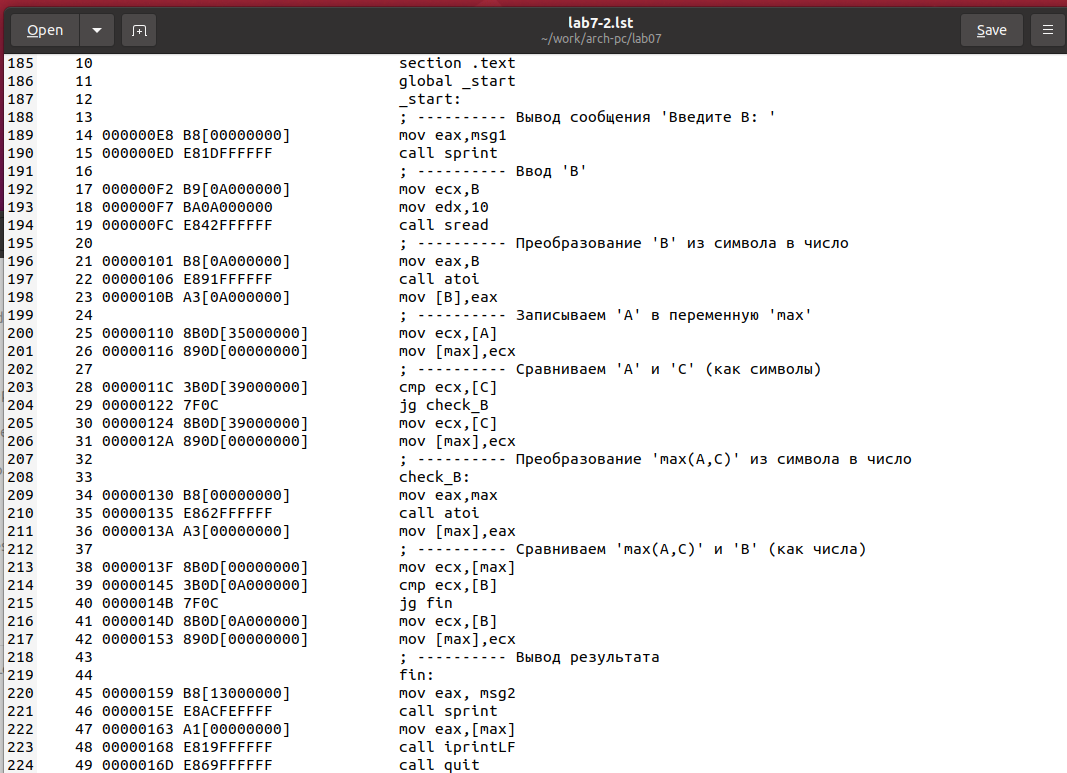 Open
lab7-2.lst
~/work/arch-pc/lab07
Save
185 10 section .text
186 11 global _start
187 12 _start:
188 13 ; ---------- Вывод сообщения 'Введите B: '
189 14 000000E8 B8[00000000] mov eax,msg1
190 15 000000ED E81DFFFFFF call sprint
191 16 ; ---------- Ввод 'B'
192 17 000000F2 B9[0A000000] mov ecx,B
193 18 000000F7 BA0A000000 mov edx,10
194 19 000000FC E842FFFFFF call sread
195 20 ; ---------- Преобразование 'B' из символа в число
196 21 00000101 B8[0A000000] mov eax,B
197 22 00000106 E891FFFFFF call atoi
198 23 0000010B A3[0A000000] mov [B],eax
199 24 ; ---------- Записываем 'A' в переменную 'max'
200 25 00000110 8B0D[35000000] mov ecx,[A]
201 26 00000116 890D[00000000] mov [max],ecx
202 27 ; ---------- Сравниваем 'A' и 'C' (как символы)
203 28 0000011C 3B0D[39000000] cmp ecx,[C]
204 29 00000122 7F0C jg check_B
205 30 00000124 8B0D[39000000] mov ecx,[C]
206 31 0000012A 890D[00000000] mov [max],ecx
207 32 ; ---------- Преобразование 'max(A,C)' из символа в число
208 33 check_B:
209 34 00000130 B8[00000000] mov eax,max
210 35 00000135 E862FFFFFF call atoi
211 36 0000013A A3[00000000] mov [max],eax
212 37 ; ---------- Сравниваем 'max(A,C)' и 'B' (как числа)
213 38 0000013F 8B0D[00000000] mov ecx,[max]
214 39 00000145 3B0D[0A000000] cmp ecx,[B]
215 40 0000014B 7F0C jg fin
216 41 0000014D 8B0D[0A000000] mov ecx,[B]
217 42 00000153 890D[00000000] mov [max],ecx
218 43 ; ---------- Вывод результата
219 44 fin:
220 45 00000159 B8[13000000] mov eax, msg2
221 46 0000015E E8ACFEFFFF call sprint
222 47 00000163 A1[00000000] mov eax,[max]
223 48 00000168 E819FFFFFF call iprintLF
224 49 0000016D E869FFFFFF call quit